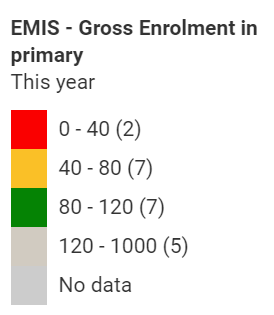 EMIS - Gross Enrolment in
primary
This year
0 - 40 (2)
40 - 80 (7)
80 - 120 (7)
120 - 1000 (5)
No data